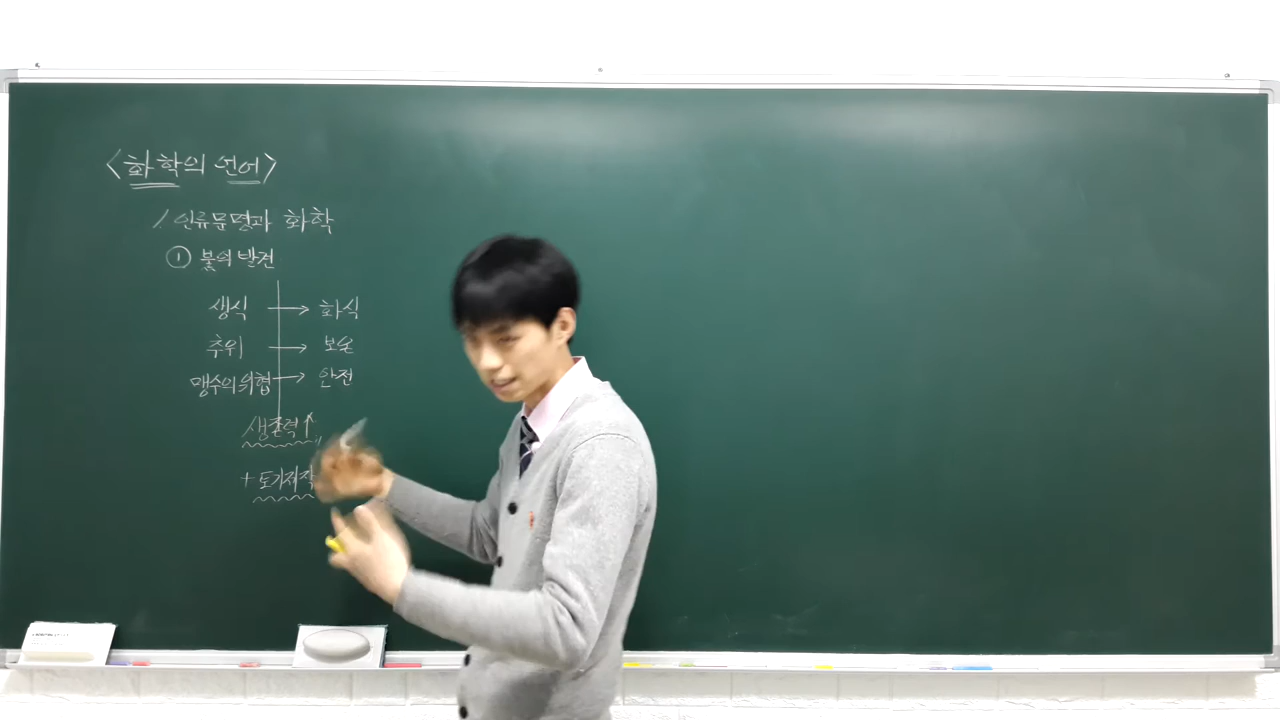 <화학의 언어>
1. 인류문명과 화학
① 불의 발견
생식 → 화식
추위 → 보온
맹수의 위협 → 안전
생존력↑
+ 토기제작